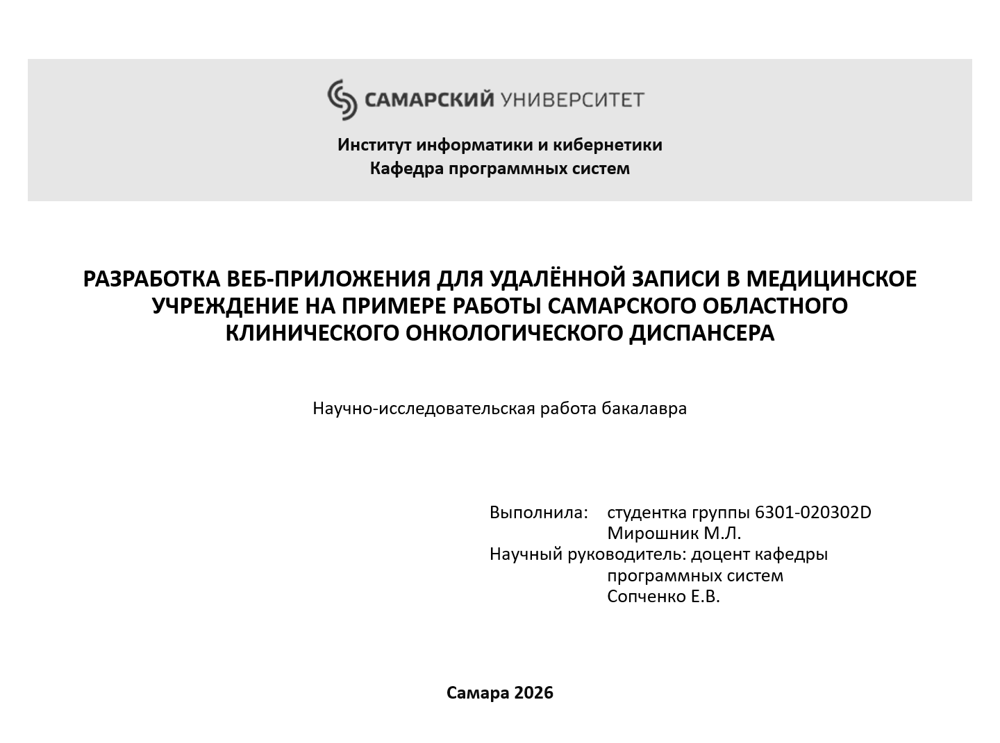 САМАРСКИЙ УНИВЕРСИТЕТ
Институт информатики и кибернетики
Кафедра программных систем
РАЗРАБОТКА ВЕБ-ПРИЛОЖЕНИЯ ДЛЯ УДАЛЁННОЙ ЗАПИСИ В МЕДИЦИНСКОЕ
УЧРЕЖДЕНИЕ НА ПРИМЕРЕ РАБОТЫ САМАРСКОГО ОБЛАСТНОГО
КЛИНИЧЕСКОГО ОНКОЛОГИЧЕСКОГО ДИСПАНСЕРА
Научно-исследовательская работа бакалавра
Выполнила: студентка группы 6301-020302D
Мирошник М.Л.
Научный руководитель: доцент кафедры
программных систем
Сопченко Е.В.
Самара 2026